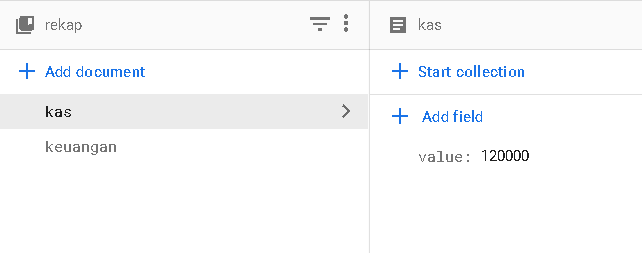 rekap
Add document
kas
keuangan
kas
Start collection
Add field
value: 120000